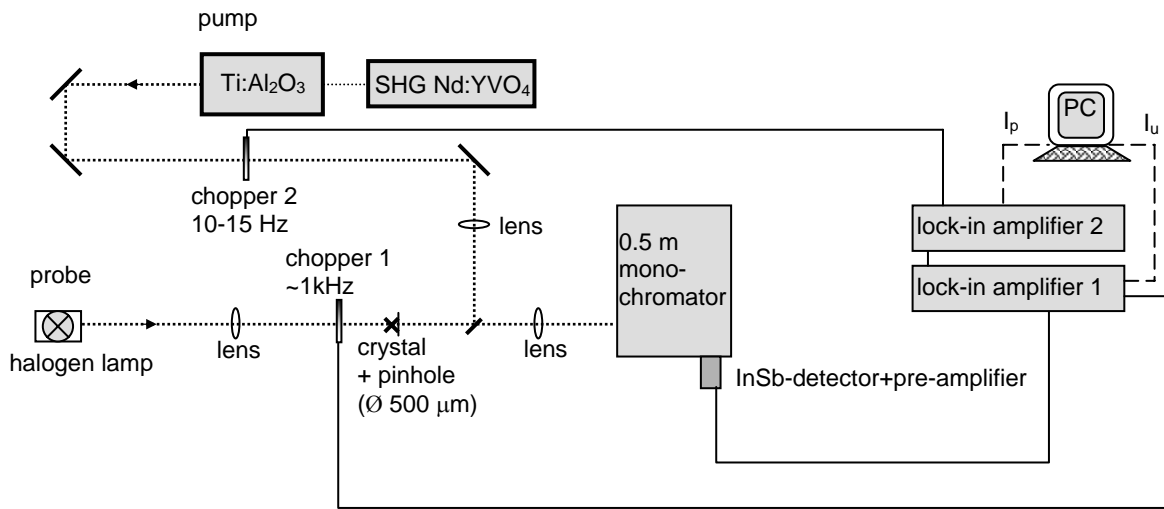 pump
Ti:Al₂O₃
SHG Nd:YVO₄
PC
Iₚ
Iᵤ
chopper 2
10-15 Hz
lens
0.5 m
mono-
chromator
lock-in amplifier 2
lock-in amplifier 1
probe
chopper 1
~1kHz
halogen lamp
lens
crystal
+ pinhole
(Ø 500 μm)
lens
InSb-detector+pre-amplifier